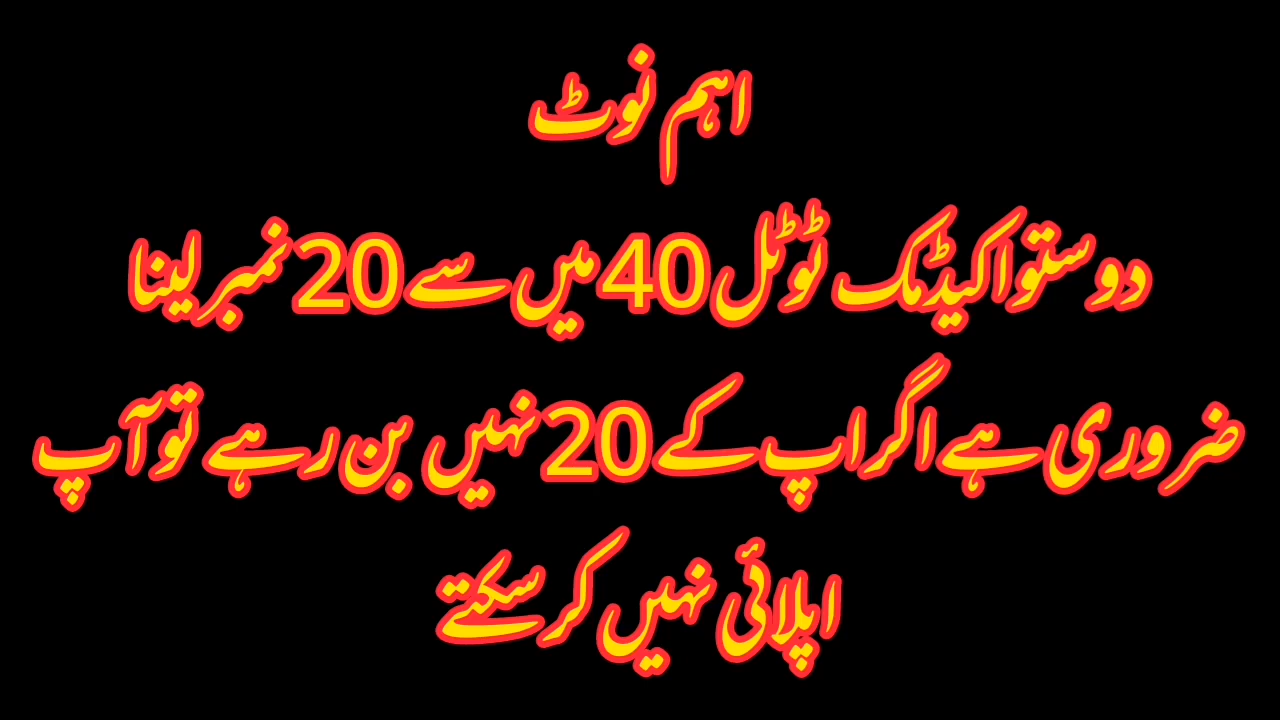 اہم نوٹ
دوستو اکیڈمک ٹوٹل 40 میں سے 20 نمبر لینا
ضروری ہے اگر اپ کے 20 نہیں بن رہے تو آپ
اپلائی نہیں کر سکتے